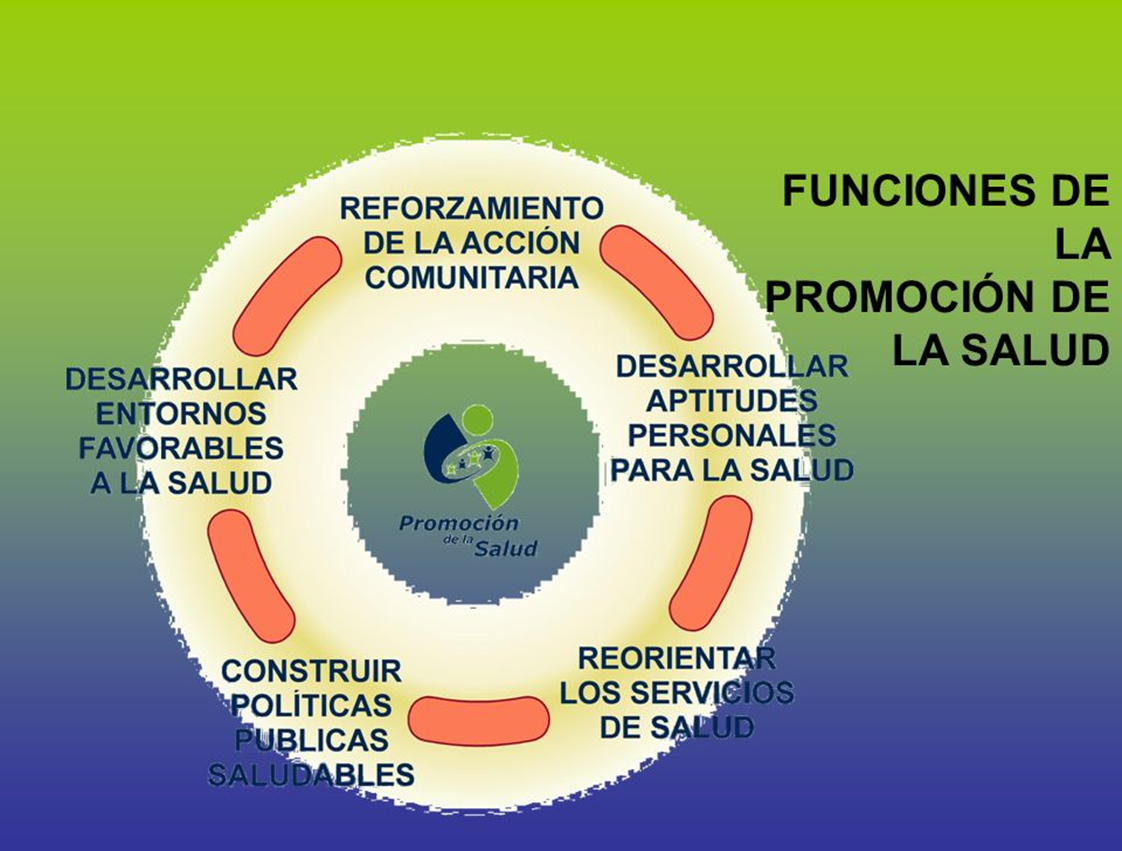 FUNCIONES DE
LA
PROMOCIÓN DE
LA SALUD
REFORZAMIENTO
DE LA ACCIÓN
COMUNITARIA
DESARROLLAR
APTITUDES
PERSONALES
PARA LA SALUD
REORIENTAR
LOS SERVICIOS
DE SALUD
CONSTRUIR
POLÍTICAS
PUBLICAS
SALUDABLES
DESARROLLAR
ENTORNOS
FAVORABLES
A LA SALUD
Promoción
de la Salud